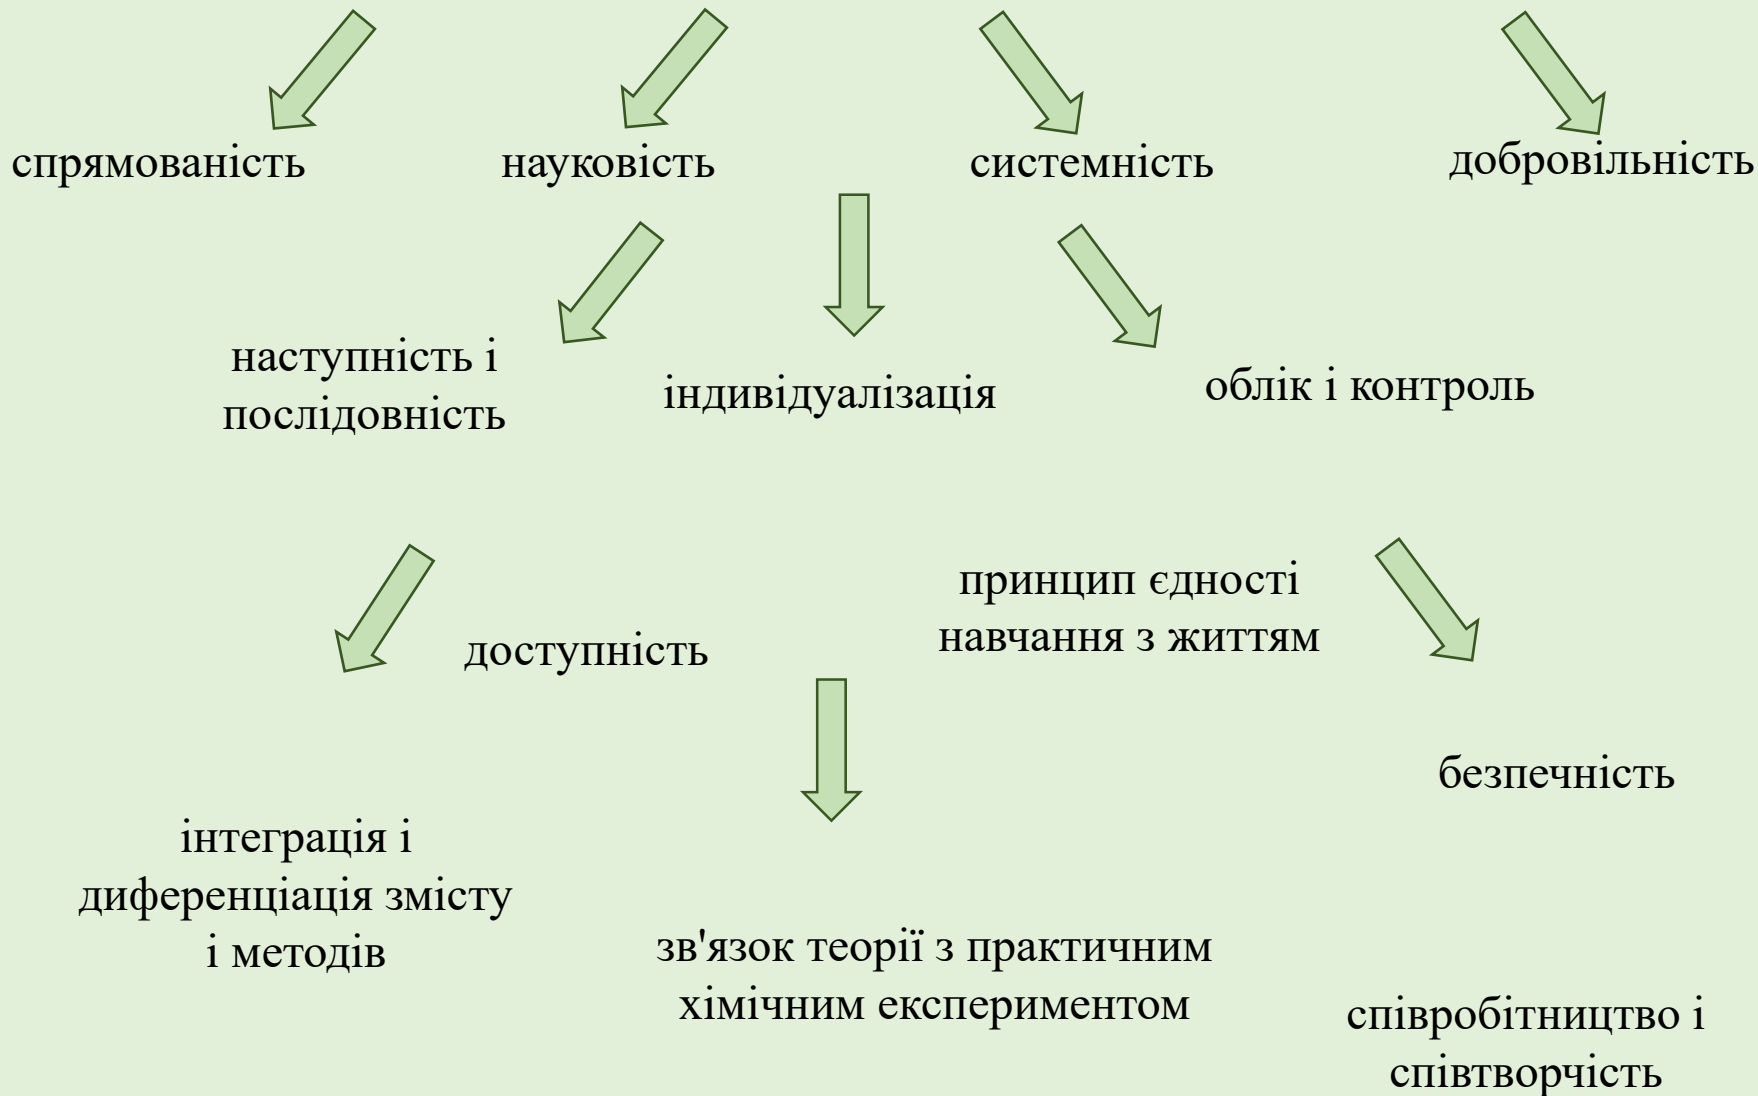 спрямованість
науковість
системність
добровільність
наступність і
послідовність
індивідуалізація
облік і контроль
доступність
принцип єдності
навчання з життям
безпечність
інтеграція і
диференціація змісту
і методів
зв'язок теорії з практичним
хімічним експериментом
співробітництво і
співтворчість